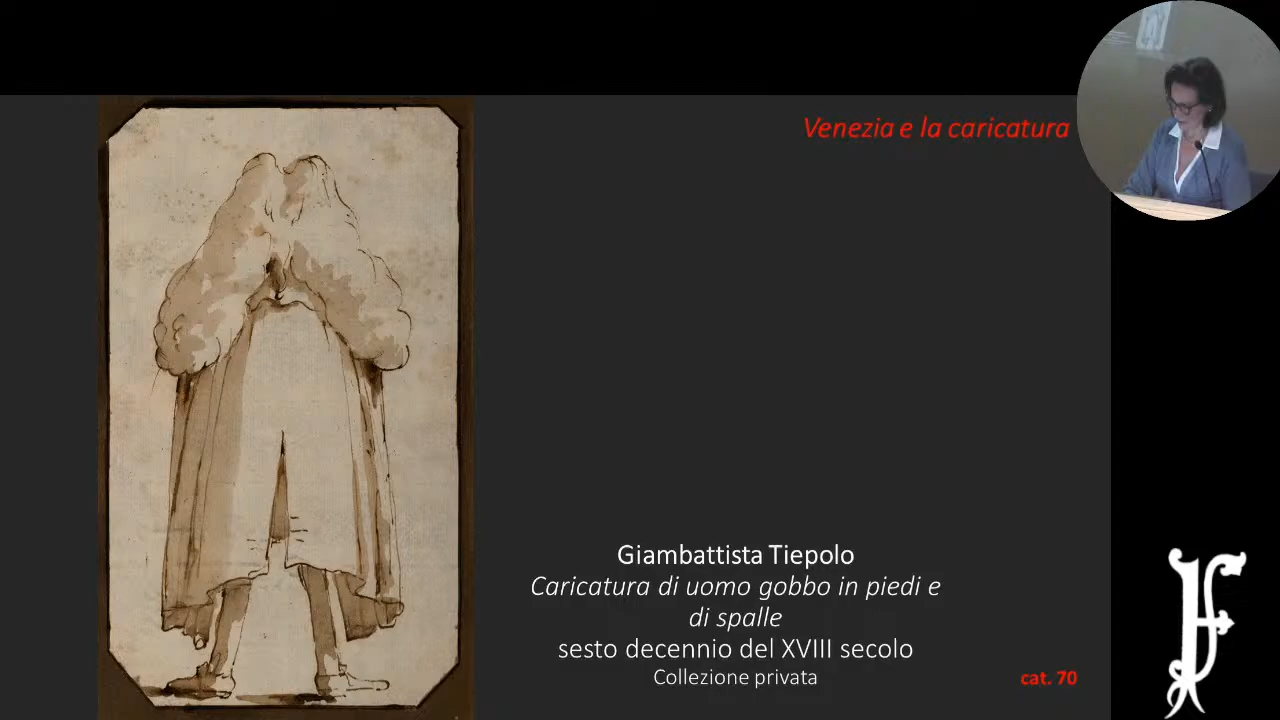 Venezia e la caricatura
Giambattista Tiepolo
Caricatura di uomo gobbo in piedi e
di spalle
sesto decennio del XVIII secolo
Collezione privata
cat. 70